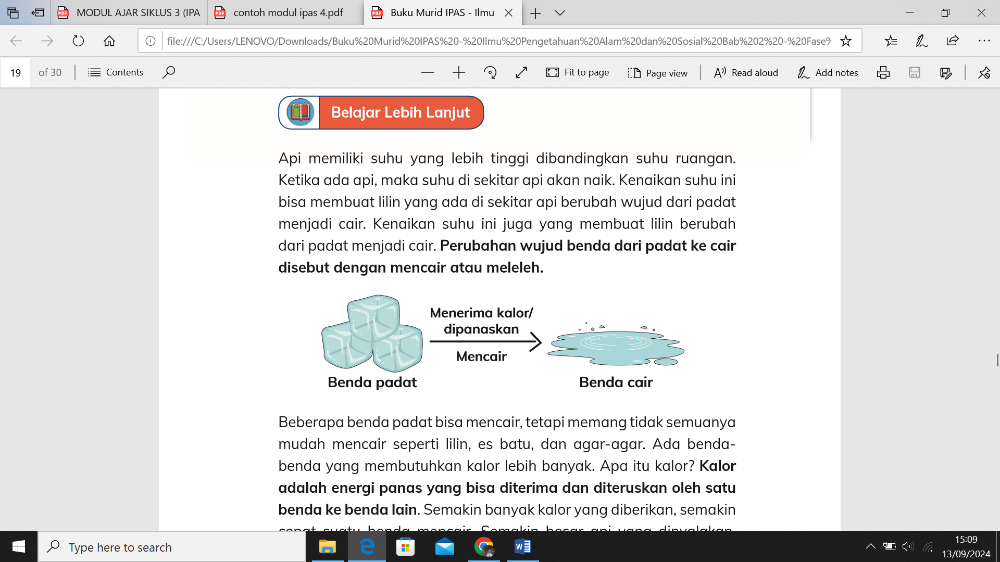 MODUL AJAR SIKLUS 3 (IPA
contoh modul ipas 4.pdf
Buku Murid IPAS - Ilmu
file:///C:/Users/LENOVO/Downloads/Buku%20Murid%20IPAS%20-%20Ilmu%20Pengetahuan%20Alam%20dan%20Sosial%20Bab%202%20-%20Fase%
19 of 30
Contents
Fit to page
Page view
Read aloud
Add notes
Belajar Lebih Lanjut
Api memiliki suhu yang lebih tinggi dibandingkan suhu ruangan.
Ketika ada api, maka suhu di sekitar api akan naik. Kenaikan suhu ini
bisa membuat lilin yang ada di sekitar api berubah wujud dari padat
menjadi cair. Kenaikan suhu ini juga yang membuat lilin berubah
dari padat menjadi cair. Perubahan wujud benda dari padat ke cair
disebut dengan mencair atau meleleh.
Menerima kalor/
dipanaskan
Mencair
Benda padat
Benda cair
Beberapa benda padat bisa mencair, tetapi memang tidak semuanya
mudah mencair seperti lilin, es batu, dan agar-agar. Ada benda-
benda yang membutuhkan kalor lebih banyak. Apa itu kalor? Kalor
adalah energi panas yang bisa diterima dan diteruskan oleh satu
benda ke benda lain. Semakin banyak kalor yang diberikan, semakin
cepat suatu benda mencair. Semakin besar api yang dinyalakan,
Type here to search
15:09
13/09/2024